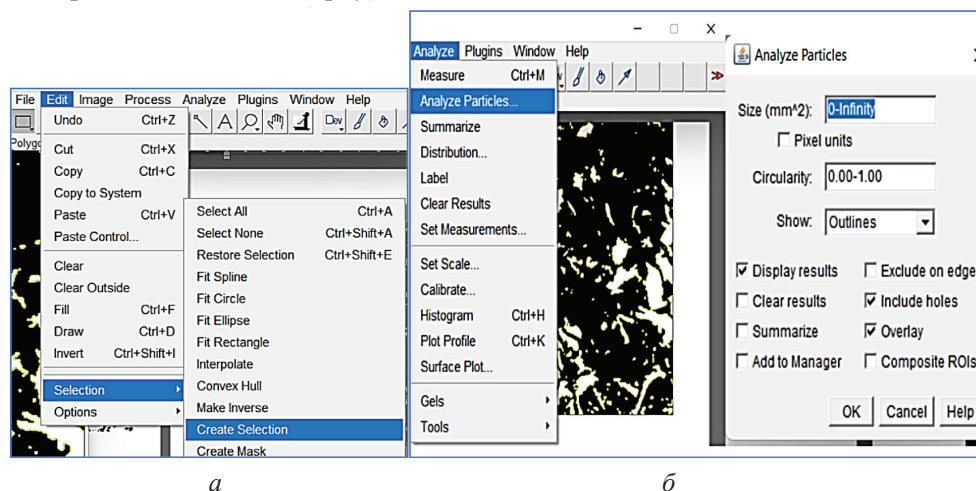 File Edit Image Process Analyze Plugins Window Help
Undo Ctrl+Z
Cut Ctrl+X
Copy Ctrl+C
Copy to System
Paste Ctrl+V
Paste Control...
Clear
Clear Outside
Fill Ctrl+F
Draw Ctrl+D
Invert Ctrl+Shift+I
Selection
Options
Dev
Select All Ctrl+A
Select None Ctrl+Shift+A
Restore Selection Ctrl+Shift+E
Fit Spline
Fit Circle
Fit Ellipse
Fit Rectangle
Interpolate
Convex Hull
Make Inverse
Create Selection
Create Mask
а
Analyze Plugins Window Help
Measure Ctrl+M
Analyze Particles...
Summarize
Distribution...
Label
Clear Results
Set Measurements...
Set Scale...
Calibrate...
Histogram Ctrl+H
Plot Profile Ctrl+K
Surface Plot...
Gels
Tools
Analyze Particles
Size (mm^2): 0-Infinity
Pixel units
Circularity: 0.00-1.00
Show: Outlines
Display results Exclude on edge
Clear results Include holes
Summarize Overlay
Add to Manager Composite ROIs
OK Cancel Help
б